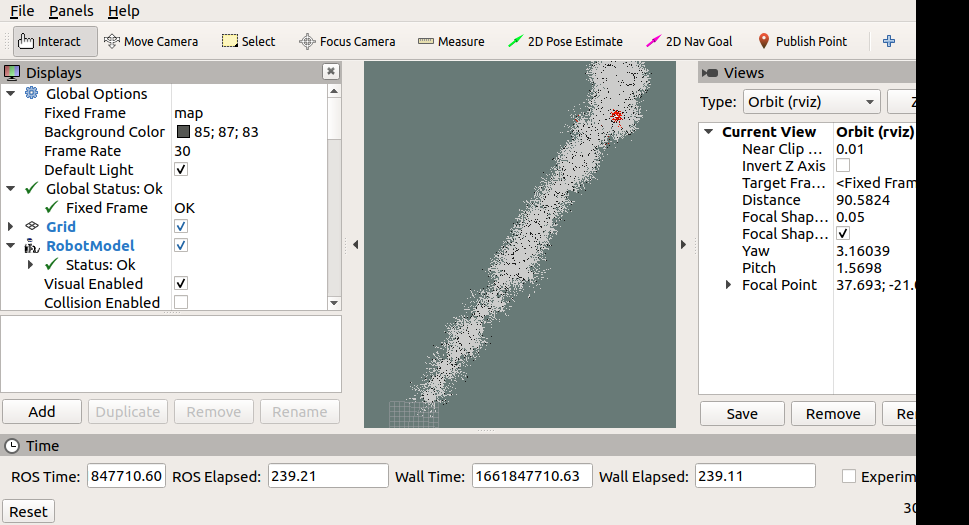 File Panels Help
Interact Move Camera Select Focus Camera Measure 2D Pose Estimate 2D Nav Goal Publish Point
Displays
Global Options
Fixed Frame map
Background Color 85; 87; 83
Frame Rate 30
Default Light
Global Status: Ok
Fixed Frame OK
Grid
RobotModel
Status: Ok
Visual Enabled
Collision Enabled
Add Duplicate Remove Rename
Views
Type: Orbit (rviz) Z
Current View Orbit (rviz)
Near Clip ... 0.01
Invert Z Axis
Target Fra... <Fixed Fram
Distance 90.5824
Focal Shap... 0.05
Focal Shap...
Yaw 3.16039
Pitch 1.5698
Focal Point 37.693; -21.0
Save Remove Re
Time
ROS Time: 847710.60 ROS Elapsed: 239.21 Wall Time: 1661847710.63 Wall Elapsed: 239.11 Experim
Reset 30